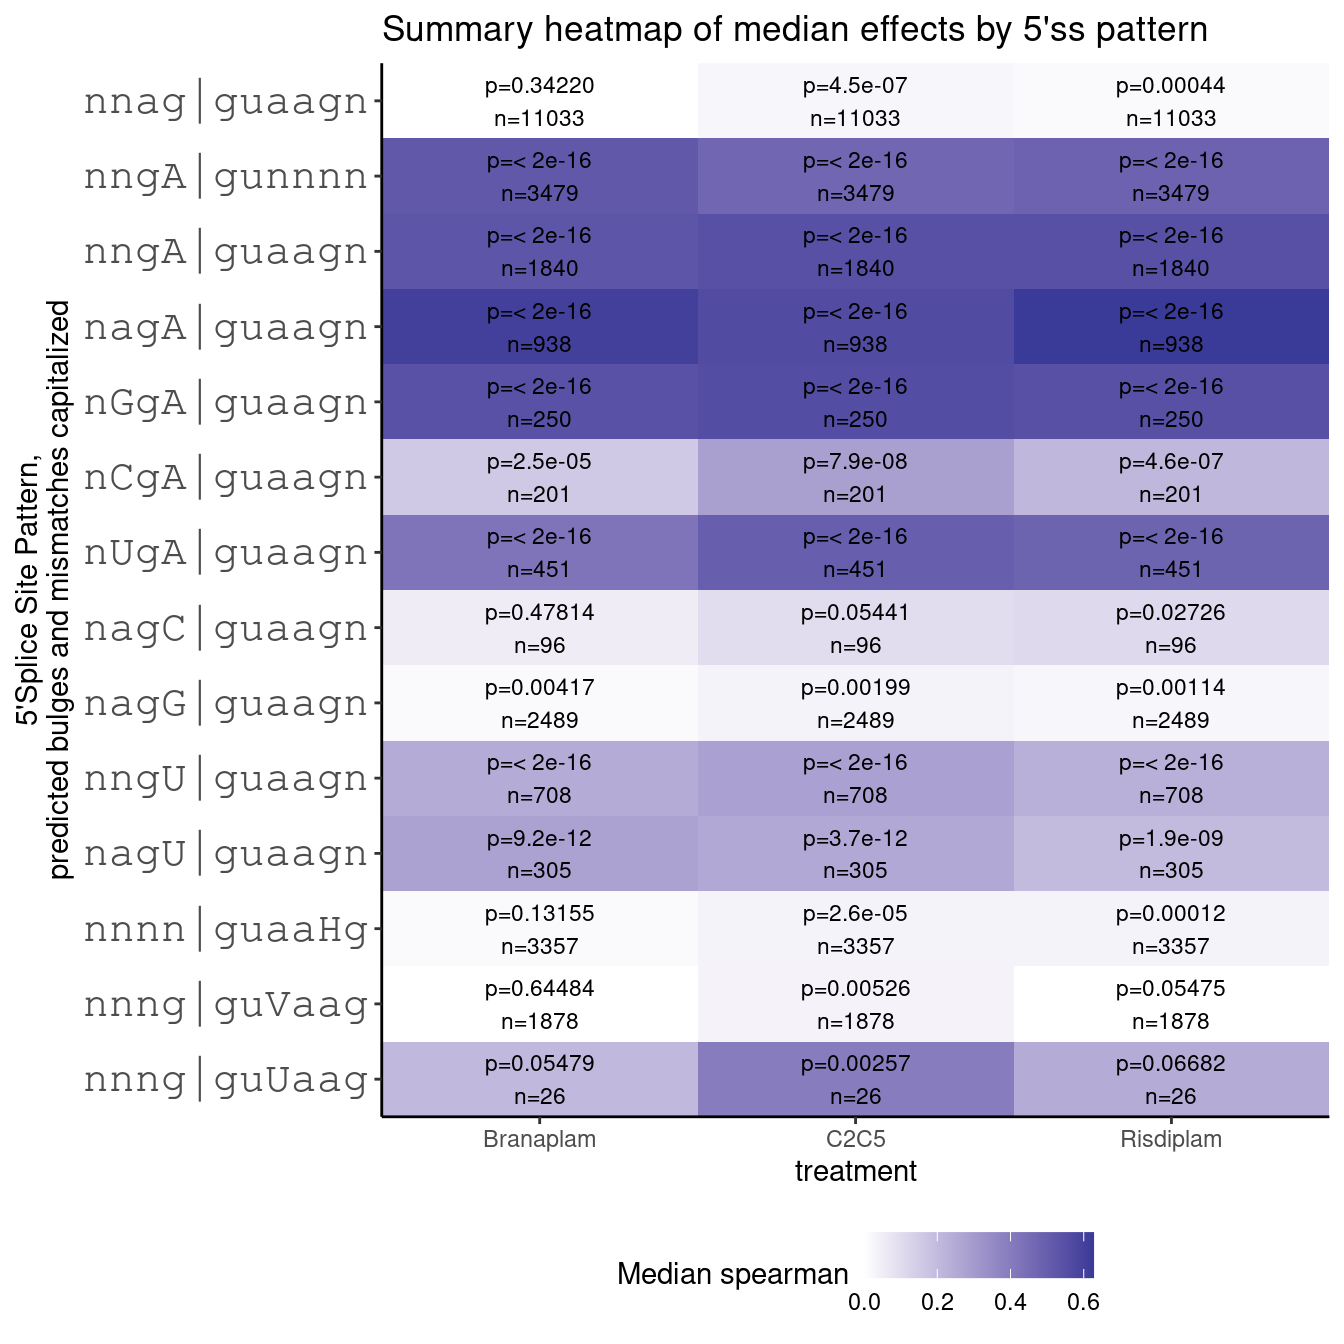 Summary heatmap of median effects by 5'ss pattern
5'Splice Site Pattern,
predicted bulges and mismatches capitalized
nnag|guaagn
p=0.34220 p=4.5e-07 p=0.00044
n=11033 n=11033 n=11033
nngA|gunnnn
p=< 2e-16 p=< 2e-16 p=< 2e-16
n=3479 n=3479 n=3479
nngA|guaagn
p=< 2e-16 p=< 2e-16 p=< 2e-16
n=1840 n=1840 n=1840
nagA|guaagn
p=< 2e-16 p=< 2e-16 p=< 2e-16
n=938 n=938 n=938
nGgA|guaagn
p=< 2e-16 p=< 2e-16 p=< 2e-16
n=250 n=250 n=250
nCgA|guaagn
p=2.5e-05 p=7.9e-08 p=4.6e-07
n=201 n=201 n=201
nUgA|guaagn
p=< 2e-16 p=< 2e-16 p=< 2e-16
n=451 n=451 n=451
nagC|guaagn
p=0.47814 p=0.05441 p=0.02726
n=96 n=96 n=96
nagG|guaagn
p=0.00417 p=0.00199 p=0.00114
n=2489 n=2489 n=2489
nngU|guaagn
p=< 2e-16 p=< 2e-16 p=< 2e-16
n=708 n=708 n=708
nagU|guaagn
p=9.2e-12 p=3.7e-12 p=1.9e-09
n=305 n=305 n=305
nnnn|guaaHg
p=0.13155 p=2.6e-05 p=0.00012
n=3357 n=3357 n=3357
nnng|guVaag
p=0.64484 p=0.00526 p=0.05475
n=1878 n=1878 n=1878
nnng|guUaag
p=0.05479 p=0.00257 p=0.06682
n=26 n=26 n=26
Branaplam C2C5 Risdiplam
treatment
Median spearman
0.0 0.2 0.4 0.6